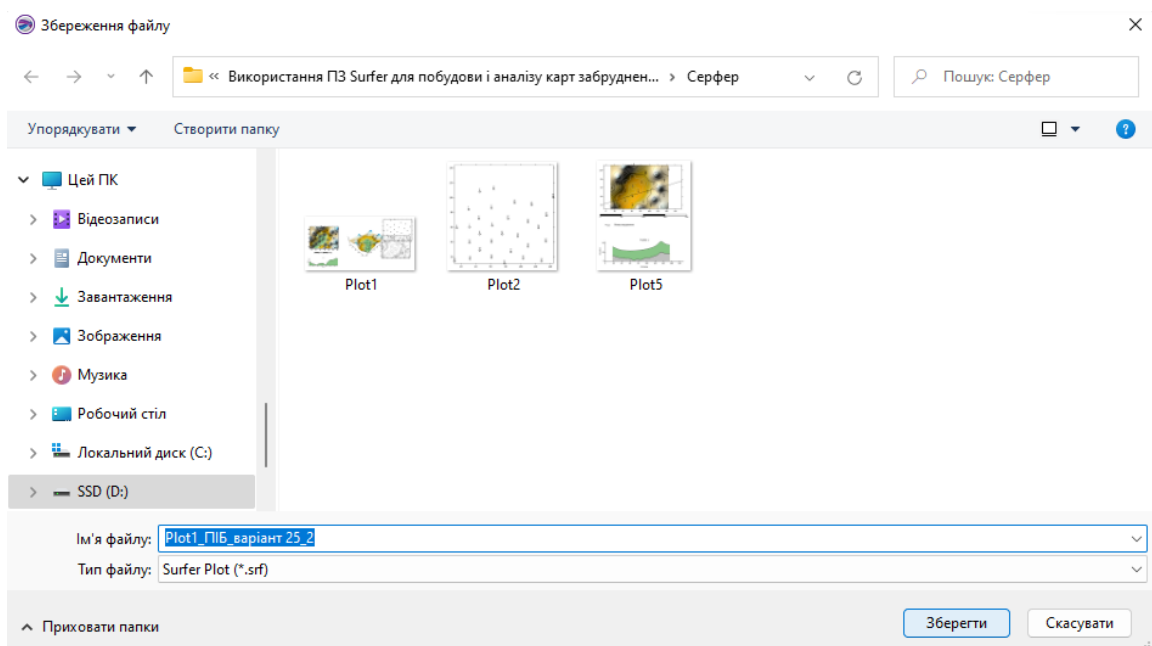 Збереження файлу
« Використання ПЗ Surfer для побудови і аналізу карт забруднен... › Серфер
Пошук: Серфер
Упорядкувати
Створити папку
Цей ПК
Відеозаписи
Документи
Завантаження
Зображення
Музика
Робочий стіл
Локальний диск (C:)
SSD (D:)
Plot1
Plot2
Plot5
Ім'я файлу: Plot1_ПІБ_варіант 25_2
Тип файлу: Surfer Plot (*.srf)
Приховати папки
Зберегти
Скасувати